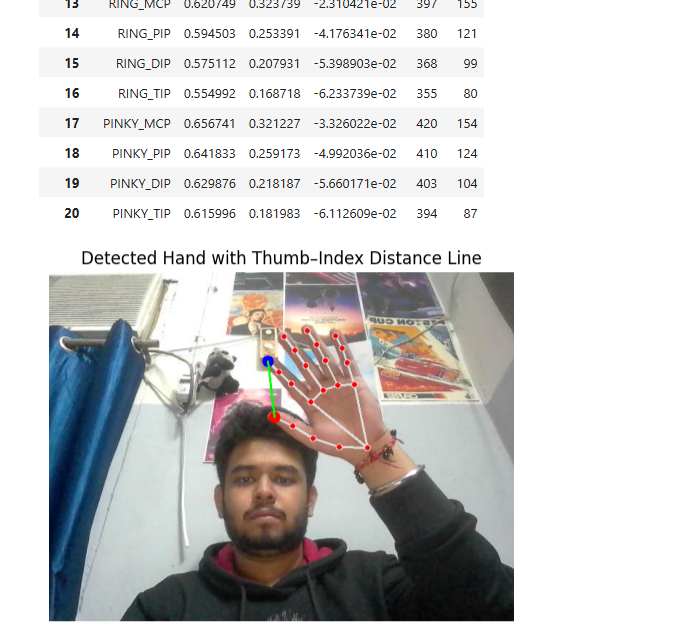 13 RING_MCP 0.620749 0.323739 -2.310421e-02 397 155
14 RING_PIP 0.594503 0.253391 -4.176341e-02 380 121
15 RING_DIP 0.575112 0.207931 -5.398903e-02 368 99
16 RING_TIP 0.554992 0.168718 -6.233739e-02 355 80
17 PINKY_MCP 0.656741 0.321227 -3.326022e-02 420 154
18 PINKY_PIP 0.641833 0.259173 -4.992036e-02 410 124
19 PINKY_DIP 0.629876 0.218187 -5.660171e-02 403 104
20 PINKY_TIP 0.615996 0.181983 -6.112609e-02 394 87
Detected Hand with Thumb–Index Distance Line